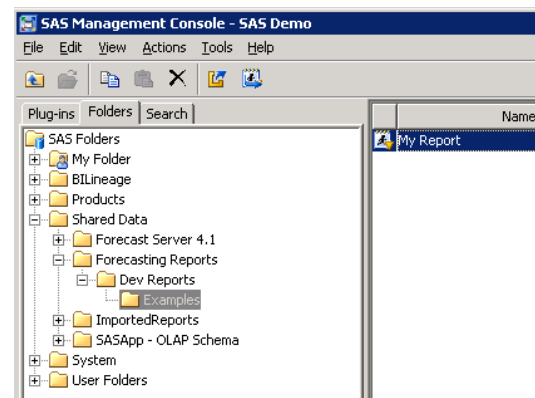 SAS Management Console - SAS Demo
File Edit View Actions Tools Help
Plug-ins Folders Search
Name
SAS Folders
My Report
My Folder
BILineage
Products
Shared Data
Forecast Server 4.1
Forecasting Reports
Dev Reports
Examples
ImportedReports
SASApp - OLAP Schema
System
User Folders